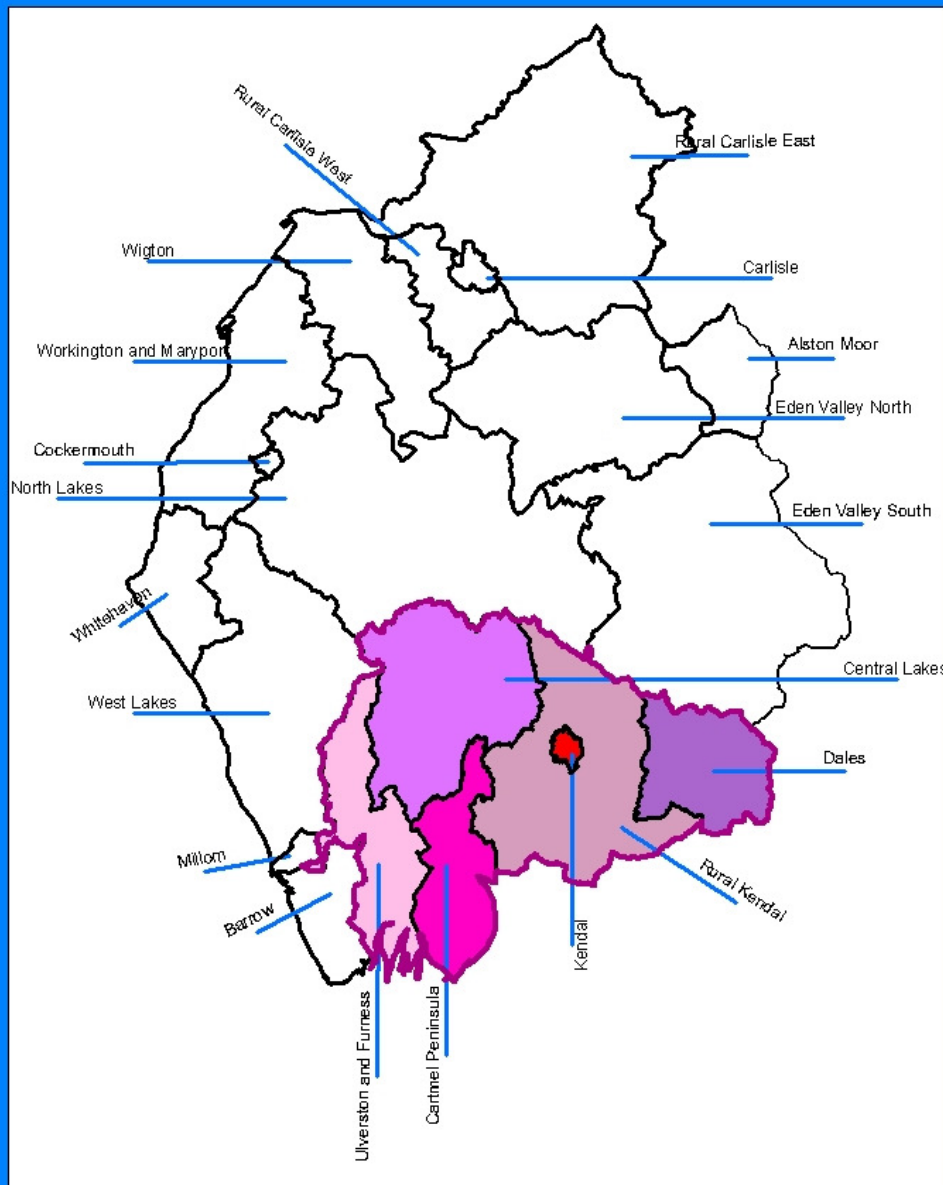 Rural Carlisle West
Rural Carlisle East
Wigton
Carlisle
Workington and Marypor
Alston Moor
Eden Valley North
Cockermouth
North Lakes
Eden Valley South
Whitehaven
Central Lakes
West Lakes
Dales
Millom
Barrow
Rural Kendal
Kendal
Ulverston and Furness
Cartmel Peninsula